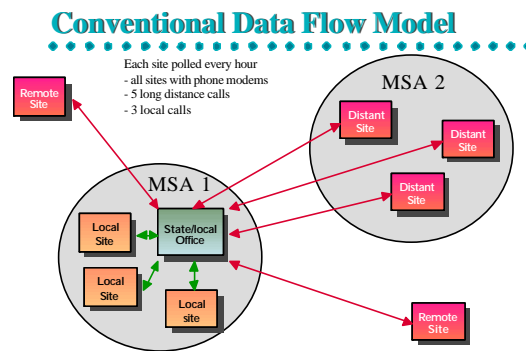 Conventional Data Flow Model
Each site polled every hour
- all sites with phone modems
- 5 long distance calls
- 3 local calls
Remote
Site
MSA 2
Distant
Site
Distant
Site
Distant
Site
MSA 1
State/local
Office
Local
Site
Local
Site
Local
site
Remote
Site